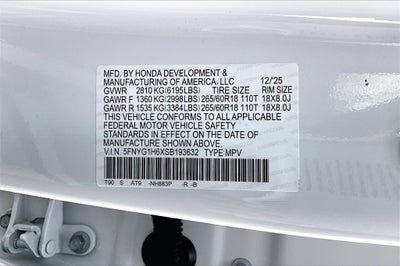 MFD. BY HONDA DEVELOPMENT &
MANUFACTURING OF AMERICA, LLC 12/25
GVWR 2810 KG(6195LBS) TIRE SIZE RIM SIZE
GAWR F 1360 KG(2998LBS) 265/60R18 110T 18X8.0J
GAWR R 1535 KG(3384LBS) 265/60R18 110T 18X8.0J
THIS VEHICLE CONFORMS TO ALL APPLICABLE
FEDERAL MOTOR VEHICLE SAFETY
STANDARDS IN EFFECT ON THE DATE OF
MANUFACTURE SHOWN ABOVE.
V.I.N. 5FNYG1H6XSB193632 TYPE MPV
T90 S AT9 -NH883P -R -B